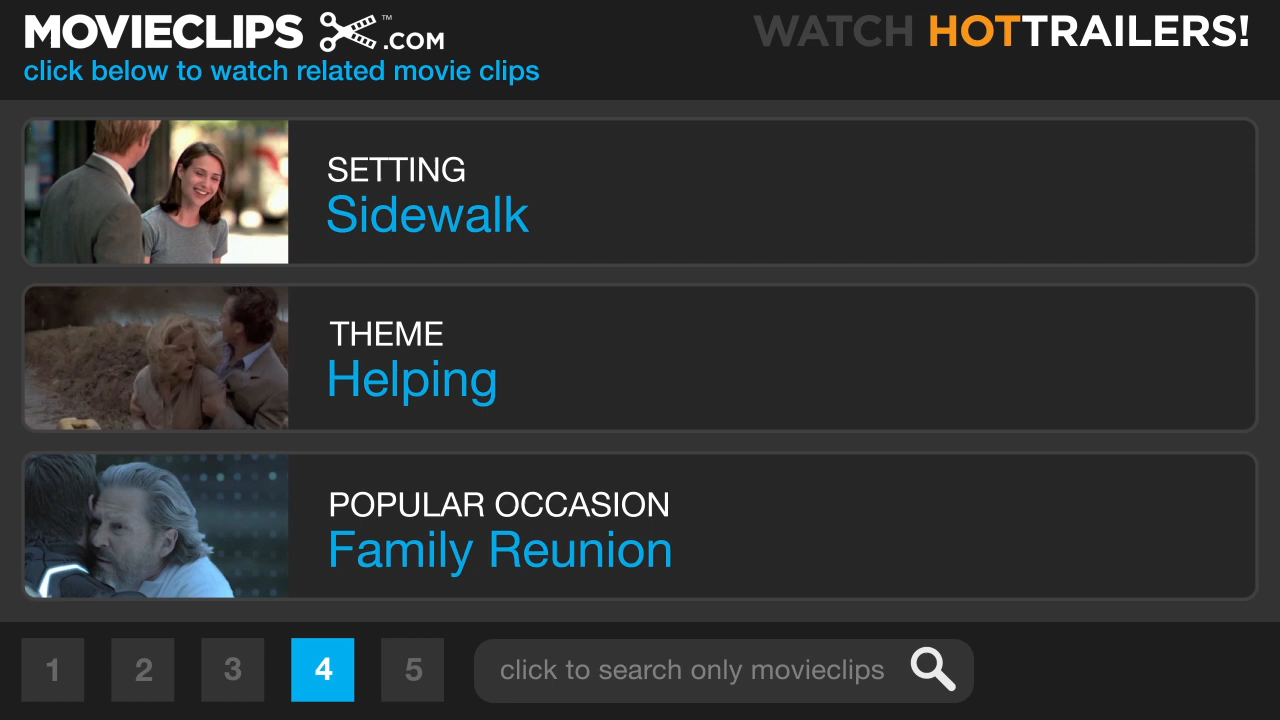 MOVIECLIPS ™ .COM
WATCH HOTTRAILERS!
click below to watch related movie clips
SETTING
Sidewalk
THEME
Helping
POPULAR OCCASION
Family Reunion
1 2 3 4 5 click to search only movieclips